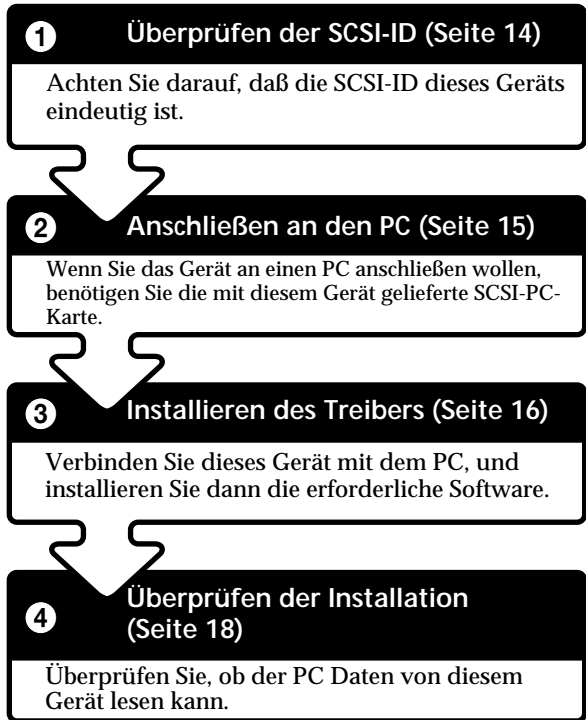 1 Überprüfen der SCSI-ID (Seite 14)
Achten Sie darauf, daß die SCSI-ID dieses Geräts
eindeutig ist.
2 Anschließen an den PC (Seite 15)
Wenn Sie das Gerät an einen PC anschließen wollen,
benötigen Sie die mit diesem Gerät gelieferte SCSI-PC-
Karte.
3 Installieren des Treibers (Seite 16)
Verbinden Sie dieses Gerät mit dem PC, und
installieren Sie dann die erforderliche Software.
4 Überprüfen der Installation
(Seite 18)
Überprüfen Sie, ob der PC Daten von diesem
Gerät lesen kann.